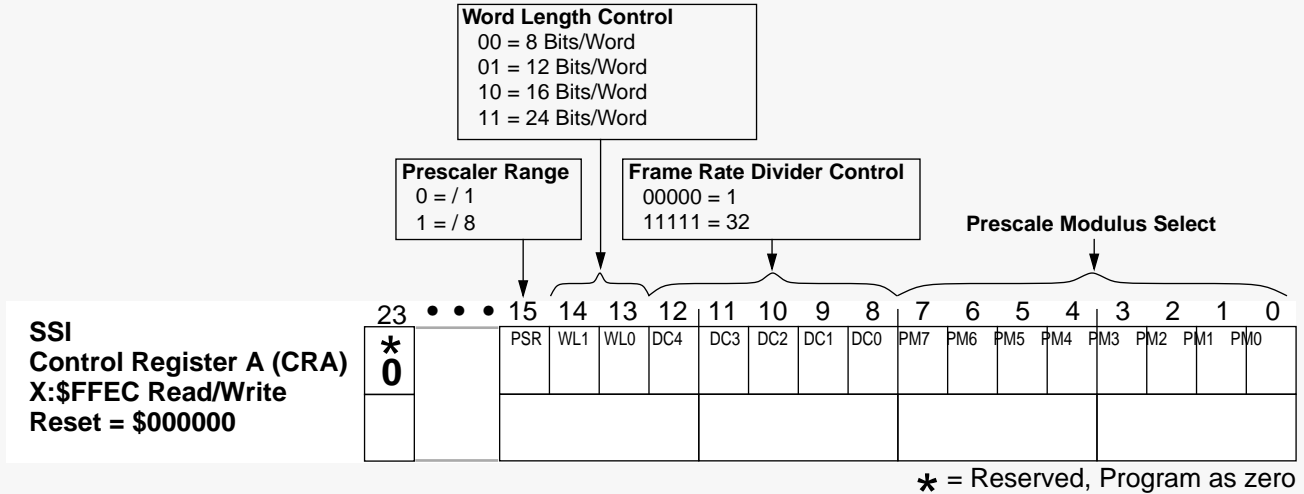 Word Length Control
00 = 8 Bits/Word
01 = 12 Bits/Word
10 = 16 Bits/Word
11 = 24 Bits/Word
Prescaler Range
0 = / 1
1 = / 8
Frame Rate Divider Control
00000 = 1
11111 = 32
Prescale Modulus Select
SSI
Control Register A (CRA)
X:$FFEC Read/Write
Reset = $000000
23 • • • 15 14 13 12 11 10 9 8 7 6 5 4 3 2 1 0
* PSR WL1 WL0 DC4 DC3 DC2 DC1 DC0 PM7 PM6 PM5 PM4 PM3 PM2 PM1 PM0
0
* = Reserved, Program as zero